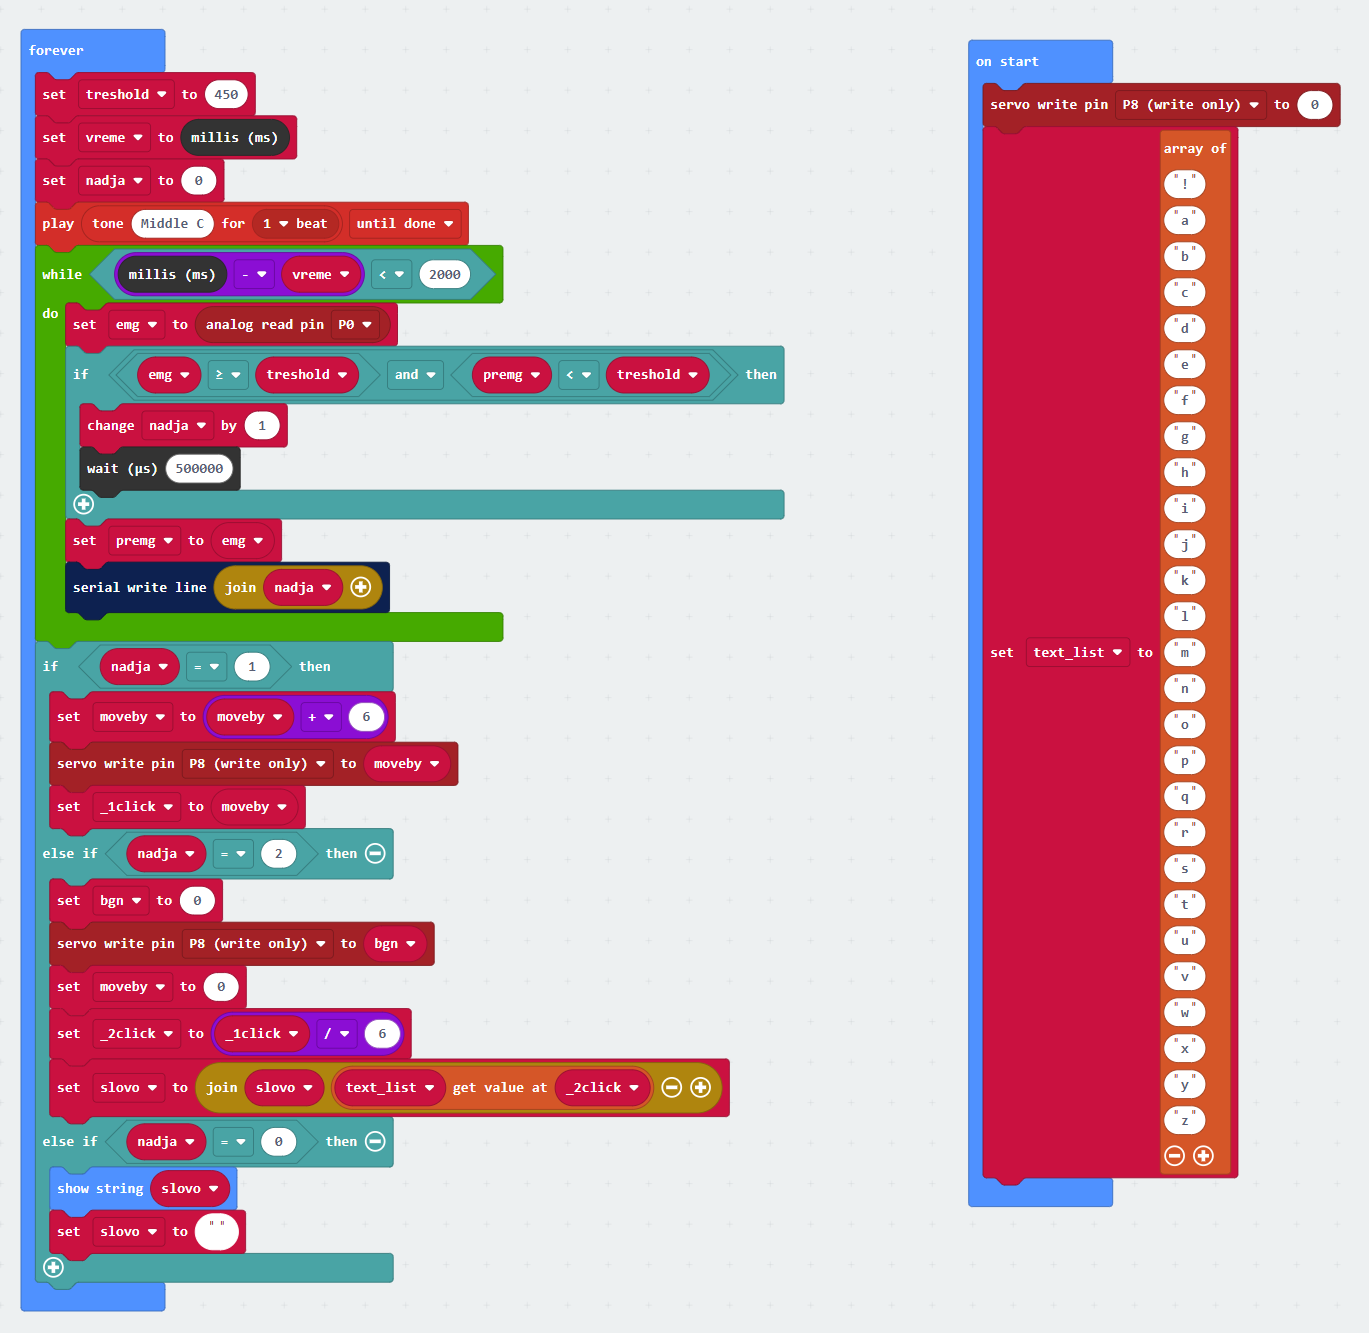 forever
set treshold to 450
set vreme to millis (ms)
set nadja to 0
play tone Middle C for 1 beat until done
while millis (ms) - vreme < 2000
do
set emg to analog read pin P0
if emg ≥ treshold and premg < treshold then
change nadja by 1
wait (µs) 500000
set premg to emg
serial write line join nadja
if nadja = 1 then
set moveby to moveby + 6
servo write pin P8 (write only) to moveby
set _1click to moveby
else if nadja = 2 then
set bgn to 0
servo write pin P8 (write only) to bgn
set moveby to 0
set _2click to _1click / 6
set slovo to join slovo text_list get value at _2click
else if nadja = 0 then
show string slovo
set slovo to " "
on start
servo write pin P8 (write only) to 0
set text_list to
array of
"!"
"a"
"b"
"c"
"d"
"e"
"f"
"g"
"h"
"i"
"j"
"k"
"l"
"m"
"n"
"o"
"p"
"q"
"r"
"s"
"t"
"u"
"v"
"w"
"x"
"y"
"z"